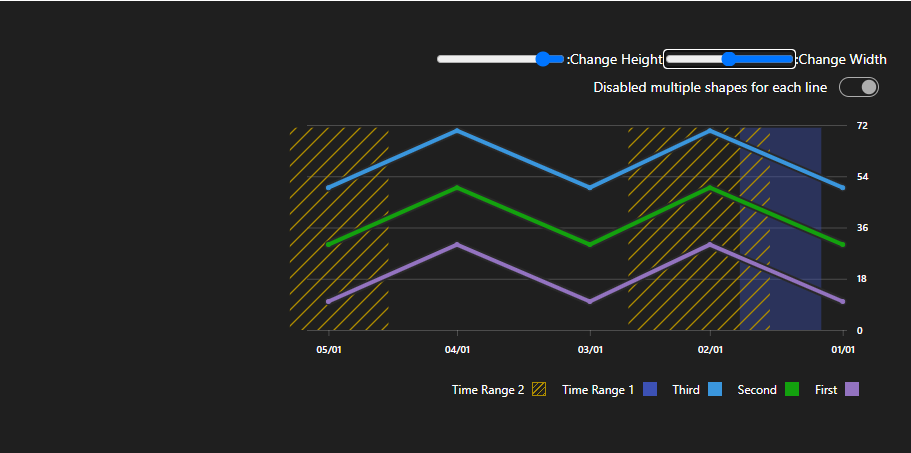 :Change Height :Change Width
Disabled multiple shapes for each line
72
54
36
18
0
05/01 04/01 03/01 02/01 01/01
Time Range 2 Time Range 1 Third Second First